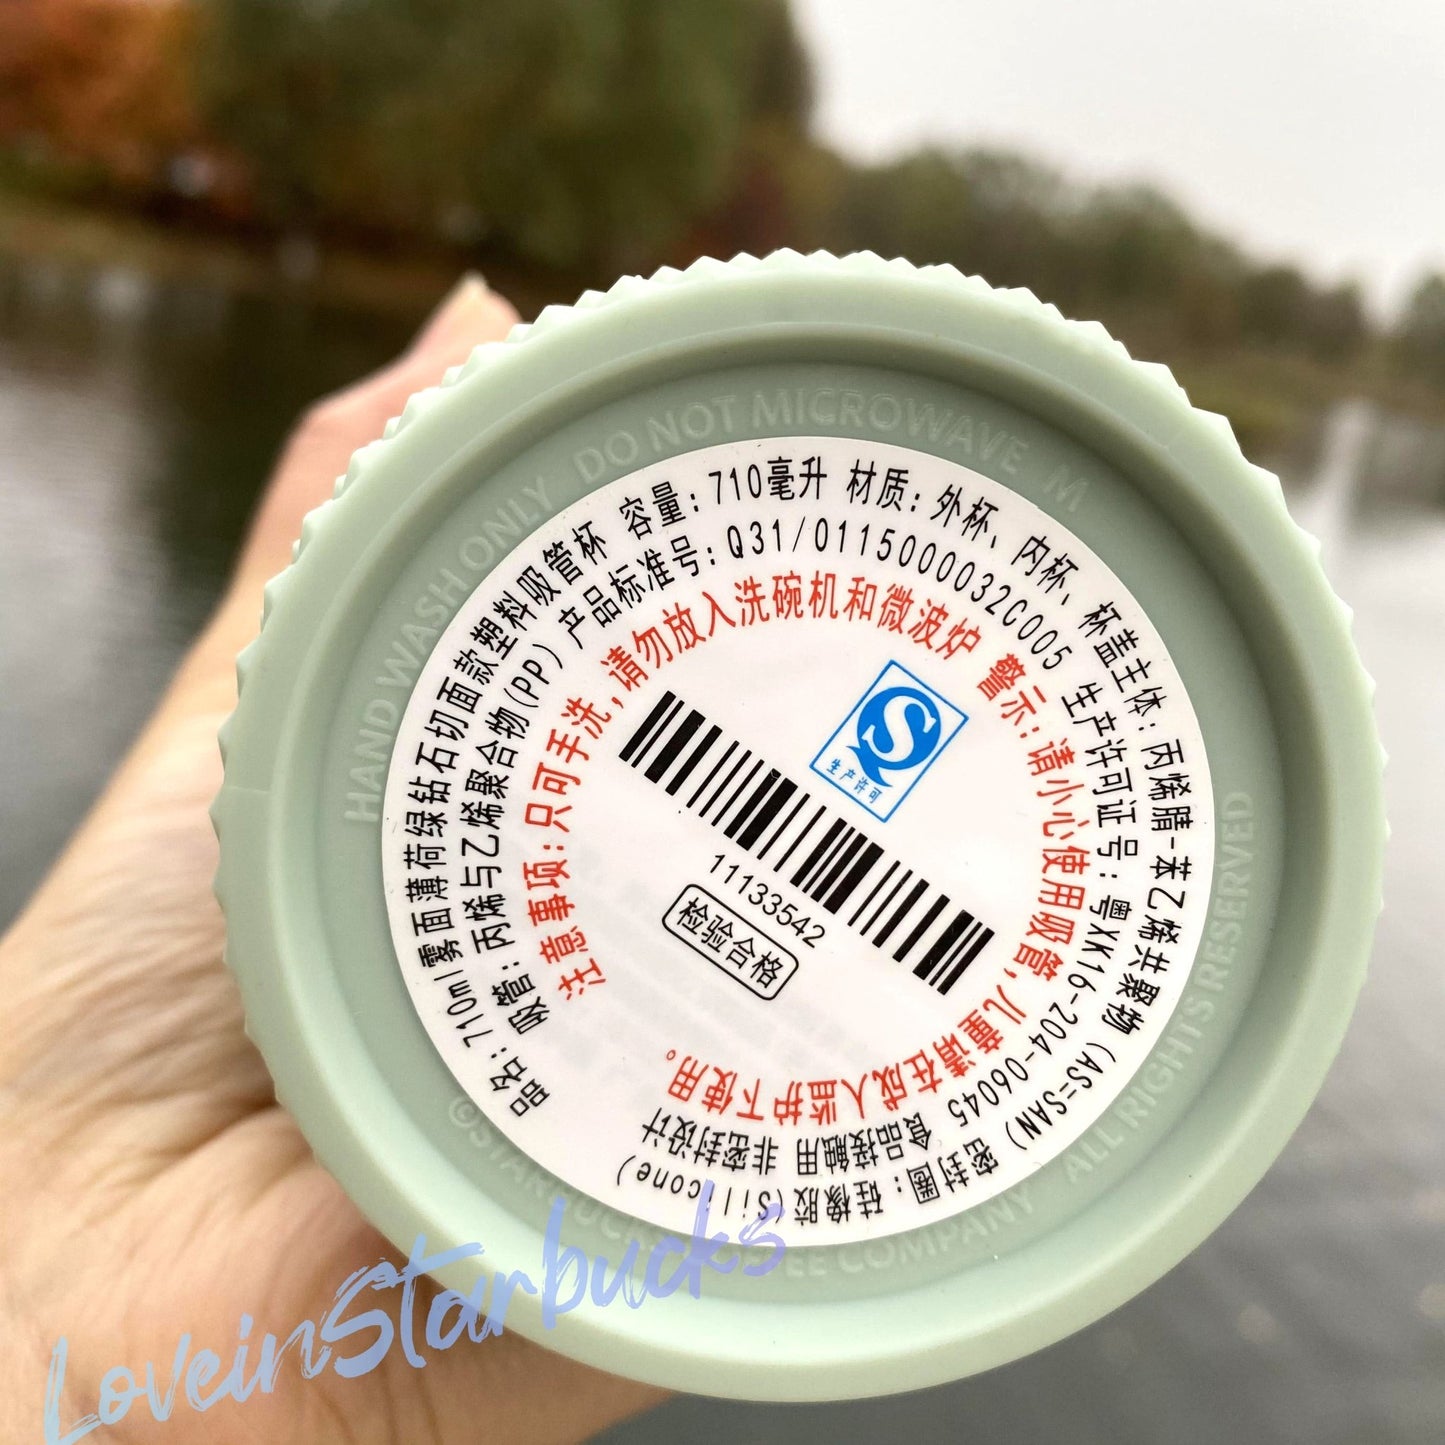 HAND WASH ONLY DO NOT MICROWAVE M
©STARBUCKS COFFEE COMPANY ALL RIGHTS RESERVED
品名:710ml雾面薄荷绿钻石切面款塑料吸管杯 容量:710毫升 材质:外杯、内杯、杯盖主体:丙烯腈-苯乙烯共聚物(AS=SAN) 密封圈:硅橡胶(Silicone)
吸管:丙烯与乙烯聚合物(PP) 产品标准号:Q31/0115000032C005 生产许可证号:粤XK16-204-06045 食品接触用 非密封设计
注意事项:只可手洗,请勿放入洗碗机和微波炉 警示:请小心使用吸管,儿童请在成人监护下使用。
S
生产许可
11133542
检验合格
LoveinStarbucks